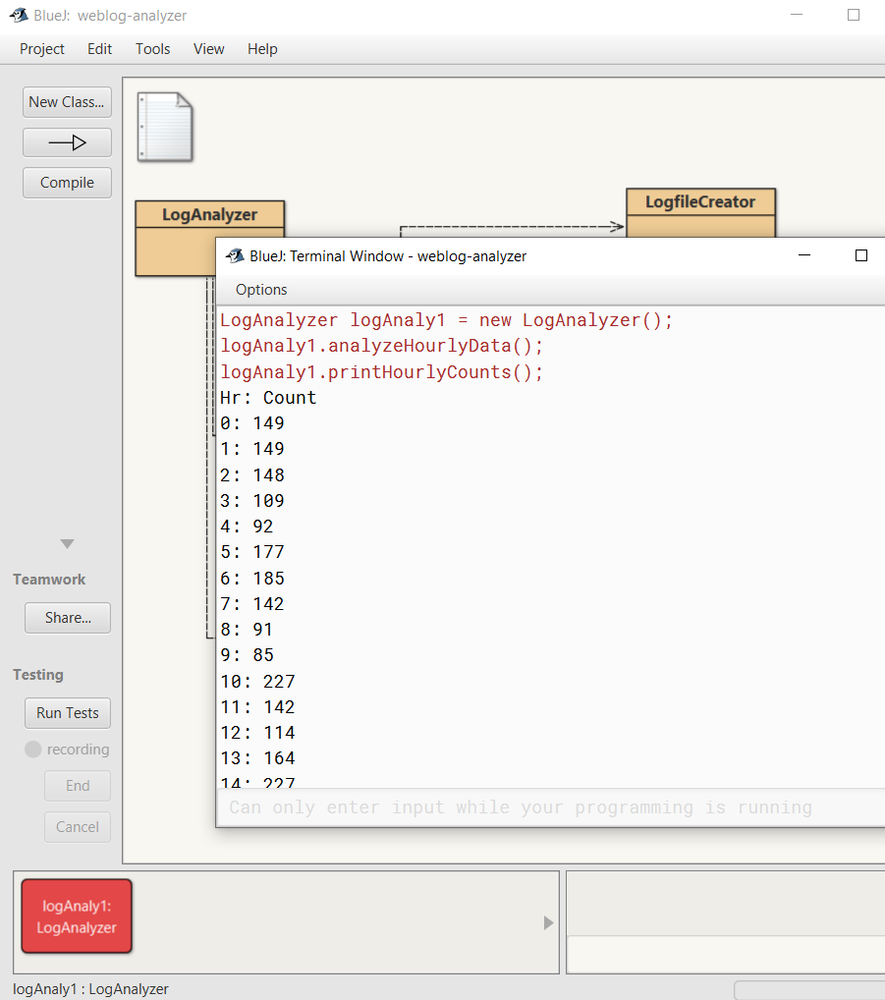 BlueJ: weblog-analyzer
Project Edit Tools View Help
New Class...
Compile
LogAnalyzer
LogfileCreator
BlueJ: Terminal Window - weblog-analyzer
Options
LogAnalyzer logAnaly1 = new LogAnalyzer();
logAnaly1.analyzeHourlyData();
logAnaly1.printHourlyCounts();
Hr: Count
0: 149
1: 149
2: 148
3: 109
4: 92
5: 177
6: 185
7: 142
8: 91
9: 85
10: 227
11: 142
12: 114
13: 164
14: 227
Can only enter input while your programming is running
Teamwork
Share...
Testing
Run Tests
recording
End
Cancel
logAnaly1:
LogAnalyzer
logAnaly1 : LogAnalyzer